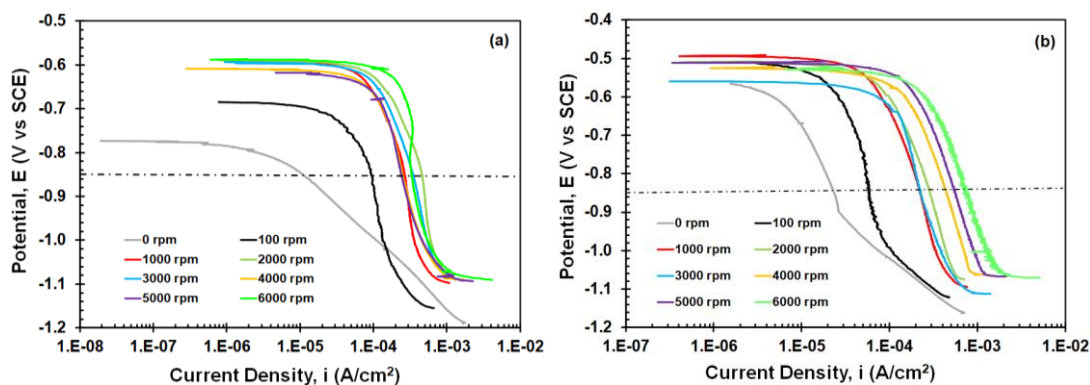 (a)
-0.5
-0.6
-0.7
-0.8
-0.9
-1.0
-1.1
-1.2
Potential, E (V vs SCE)
0 rpm 100 rpm
1000 rpm 2000 rpm
3000 rpm 4000 rpm
5000 rpm 6000 rpm
1.E-08 1.E-07 1.E-06 1.E-05 1.E-04 1.E-03 1.E-02
Current Density, i (A/cm²)
(b)
-0.4
-0.5
-0.6
-0.7
-0.8
-0.9
-1.0
-1.1
-1.2
Potential, E (V vs SCE)
0 rpm 100 rpm
1000 rpm 2000 rpm
3000 rpm 4000 rpm
5000 rpm 6000 rpm
1.E-07 1.E-06 1.E-05 1.E-04 1.E-03 1.E-02
Current Density, i (A/cm²)